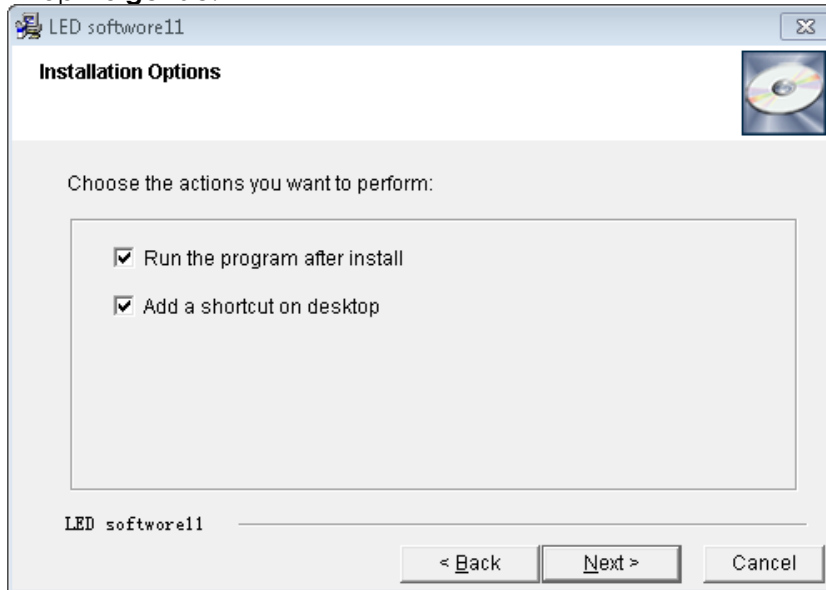 LED softwore11
Installation Options
Choose the actions you want to perform:
Run the program after install
Add a shortcut on desktop
LED softwore11
< Back
Next >
Cancel